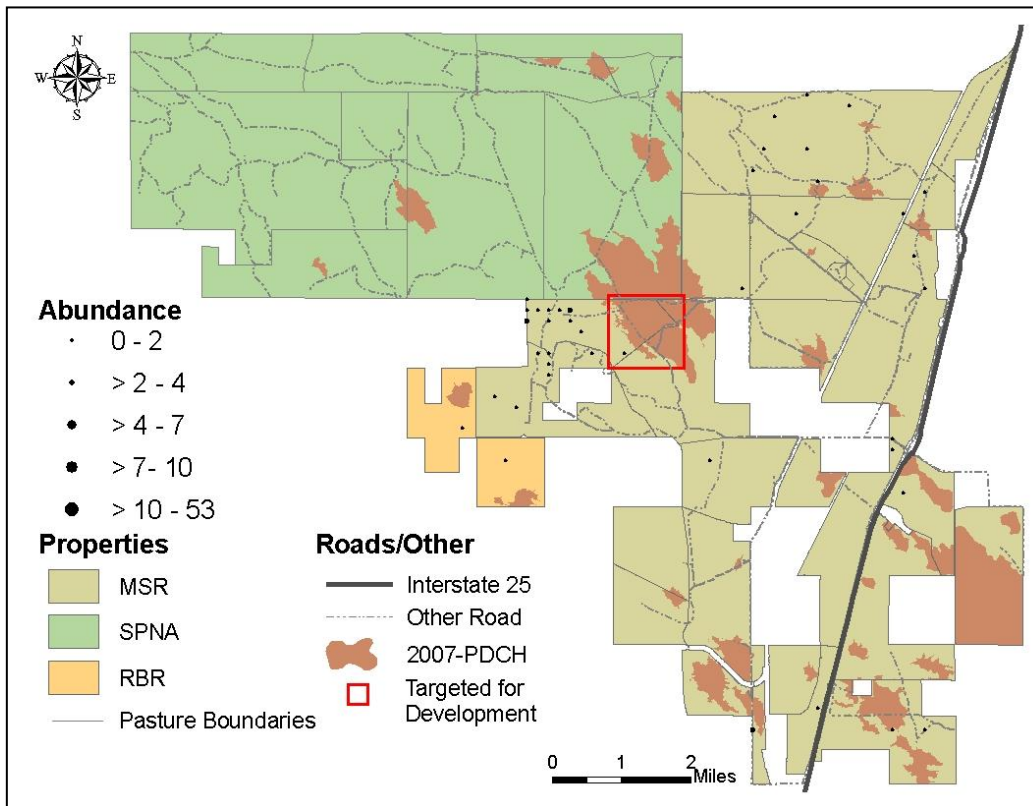 N
W E
S
Abundance
0 - 2
> 2 - 4
> 4 - 7
> 7- 10
> 10 - 53
Properties
MSR
SPNA
RBR
Pasture Boundaries
Roads/Other
Interstate 25
Other Road
2007-PDCH
Targeted for
Development
0 1 2
Miles